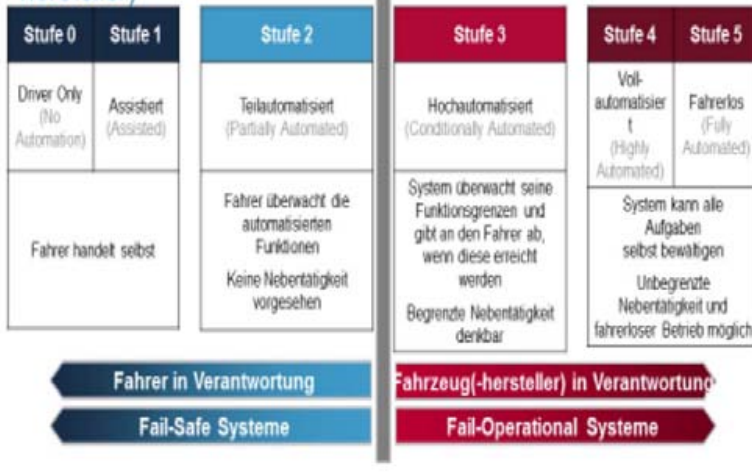 Stufe 0
Stufe 1
Stufe 2
Stufe 3
Stufe 4
Stufe 5
Driver Only
(No
Automation)
Assistiert
(Assisted)
Teilautomatisiert
(Partially Automated)
Hochautomatisiert
(Conditionally Automated)
Voll-
automatisier
t
(Highly
Automated)
Fahrerlos
(Fully
Automated)
Fahrer handelt selbst
Fahrer überwacht die
automatisierten
Funktionen
Keine Nebentätigkeit
vorgesehen
System überwacht seine
Funktionsgrenzen und
gibt an den Fahrer ab,
wenn diese erreicht
werden
Begrenzte Nebentätigkeit
denkbar
System kann alle
Aufgaben
selbst bewältigen
Unbegrenzte
Nebentätigkeit und
fahrerloser Betrieb möglich
Fahrer in Verantwortung
Fahrzeug(-hersteller) in Verantwortung
Fail-Safe Systeme
Fail-Operational Systeme